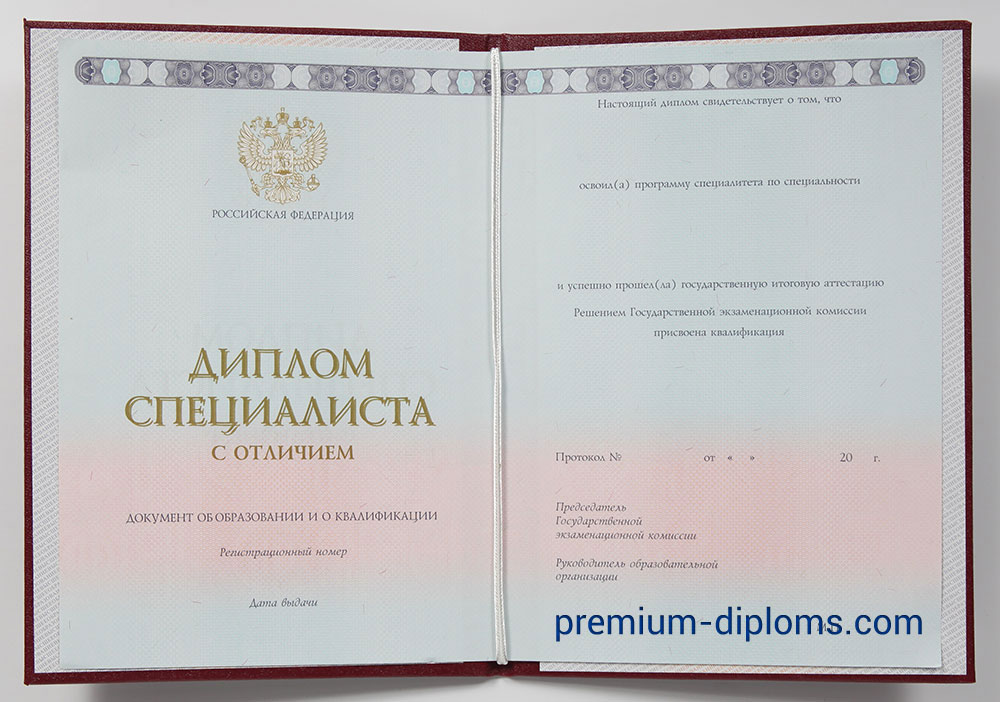 РОССИЙСКАЯ ФЕДЕРАЦИЯ
ДИПЛОМ
СПЕЦИАЛИСТА
С ОТЛИЧИЕМ
ДОКУМЕНТ ОБ ОБРАЗОВАНИИ И О КВАЛИФИКАЦИИ
Регистрационный номер
Дата выдачи
Настоящий диплом свидетельствует о том, что
освоил(а) программу специалитета по специальности
и успешно прошел(ла) государственную итоговую аттестацию
Решением Государственной экзаменационной комиссии
присвоена квалификация
Протокол № от « » 20 г.
Председатель
Государственной
экзаменационной комиссии
Руководитель образовательной
организации
premium-diploms.com